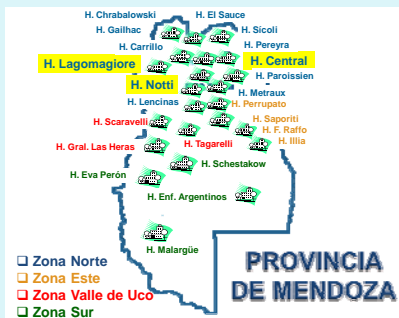 H. Chrabalowski
H. El Sauce
H. Gailhac
H. Sícoli
H. Carrillo
H. Pereyra
H. Lagomagiore
H. Central
H. Notti
H. Paroissien
H. Lencinas
H. Metraux
H. Perrupato
H. Scaravelli
H. Saporiti
H. F. Raffo
H. Gral. Las Heras
H. Tagarelli
H. Illia
H. Schestakow
H. Eva Perón
H. Enf. Argentinos
H. Malargüe
PROVINCIA
DE MENDOZA
Zona Norte
Zona Este
Zona Valle de Uco
Zona Sur